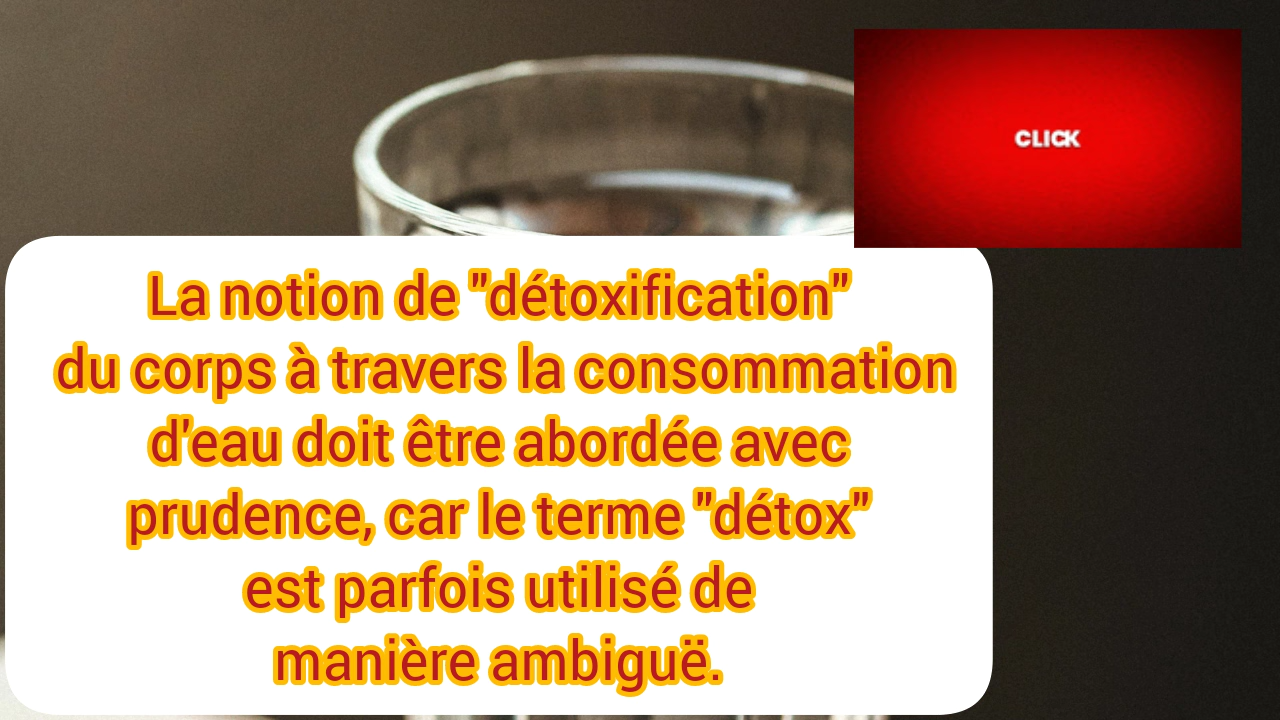 CLICK
La notion de "détoxification"
du corps à travers la consommation
d'eau doit être abordée avec
prudence, car le terme "détox"
est parfois utilisé de
manière ambiguë.